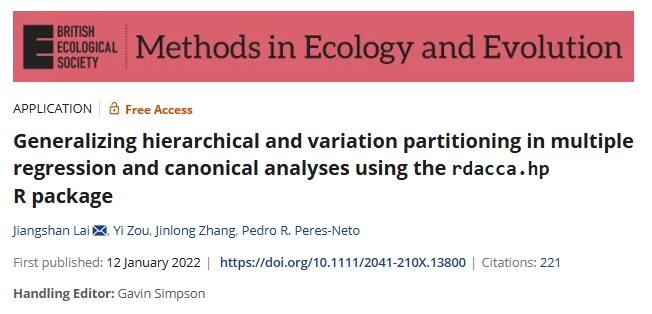 BRITISH
ECOLOGICAL
SOCIETY
Methods in Ecology and Evolution
APPLICATION | Free Access
Generalizing hierarchical and variation partitioning in multiple
regression and canonical analyses using the rdacca.hp
R package
Jiangshan Lai, Yi Zou, Jinlong Zhang, Pedro R. Peres-Neto
First published: 12 January 2022 | https://doi.org/10.1111/2041-210X.13800 | Citations: 221
Handling Editor: Gavin Simpson